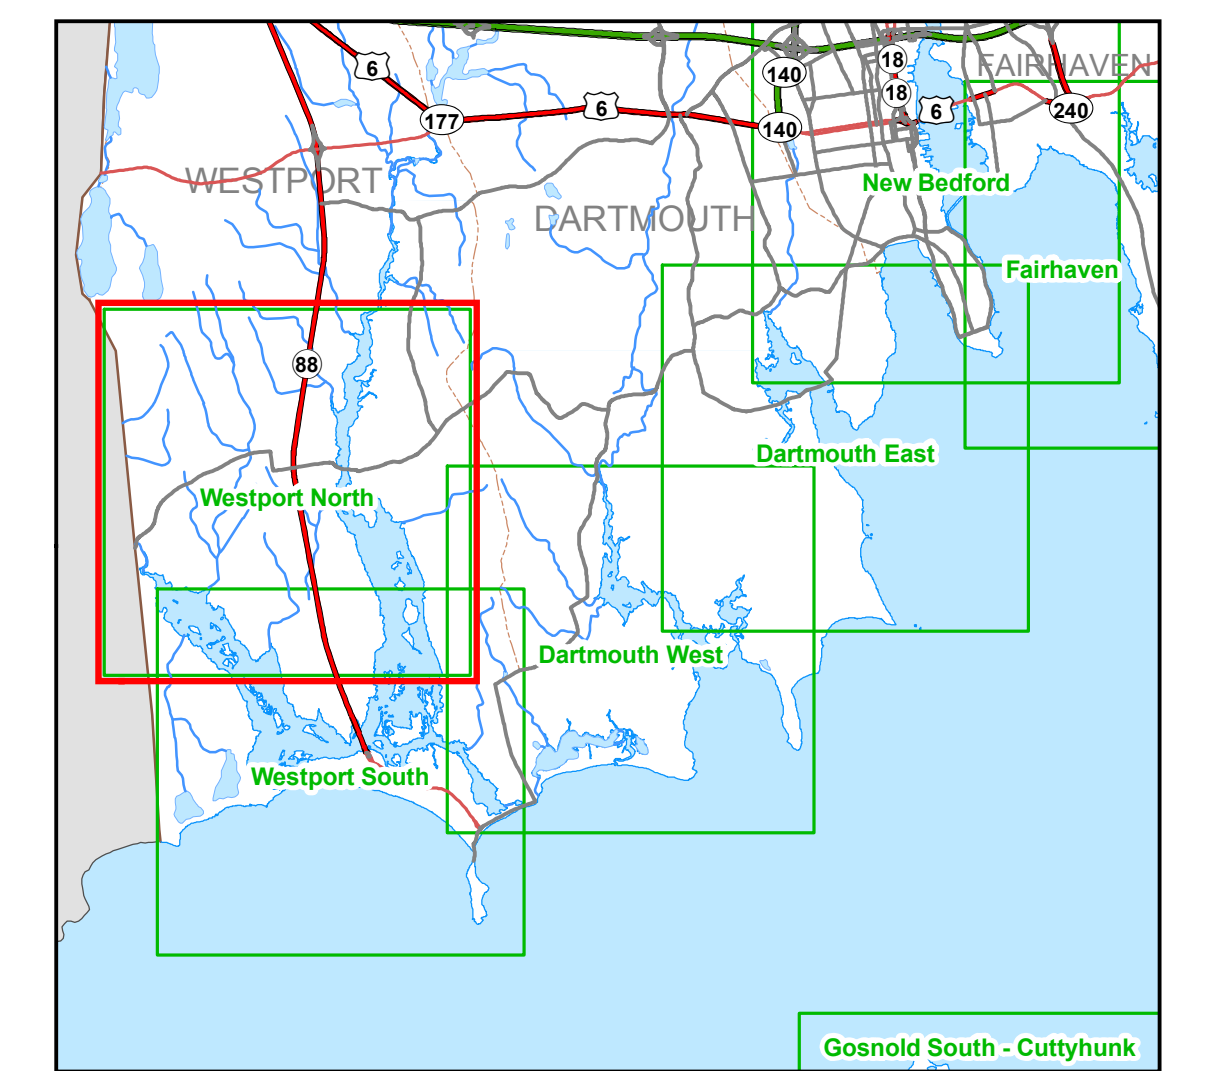 18
FAIRHAVEN
6
140
18
6
6
240
177
140
WESTPORT
New Bedford
DARTMOUTH
Fairhaven
88
Dartmouth East
Westport North
Dartmouth West
Westport South
Gosnold South - Cuttyhunk